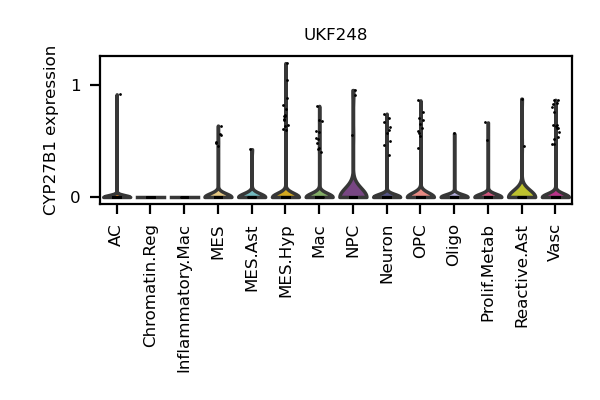 UKF248
CYP27B1 expression
1
0
AC
Chromatin.Reg
Inflammatory.Mac
MES
MES.Ast
MES.Hyp
Mac
NPC
Neuron
OPC
Oligo
Prolif.Metab
Reactive.Ast
Vasc